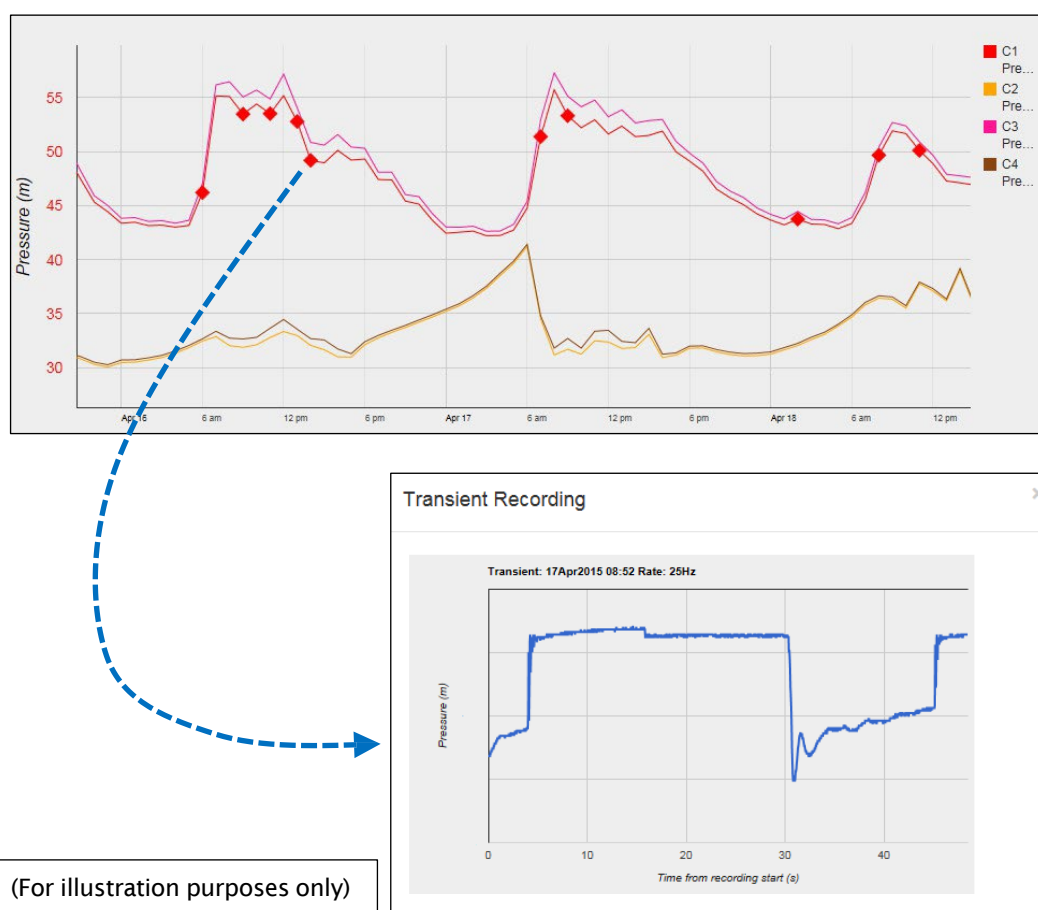 C1
Pre...
C2
Pre...
C3
Pre...
C4
Pre...
55
50
45
40
35
30
Pressure (m)
Apr 16 6 am 12 pm 6 pm Apr 17 6 am 12 pm 6 pm Apr 18 6 am 12 pm
Transient Recording ×
Transient: 17Apr2015 08:52 Rate: 25Hz
Pressure (m)
0 10 20 30 40
Time from recording start (s)
(For illustration purposes only)